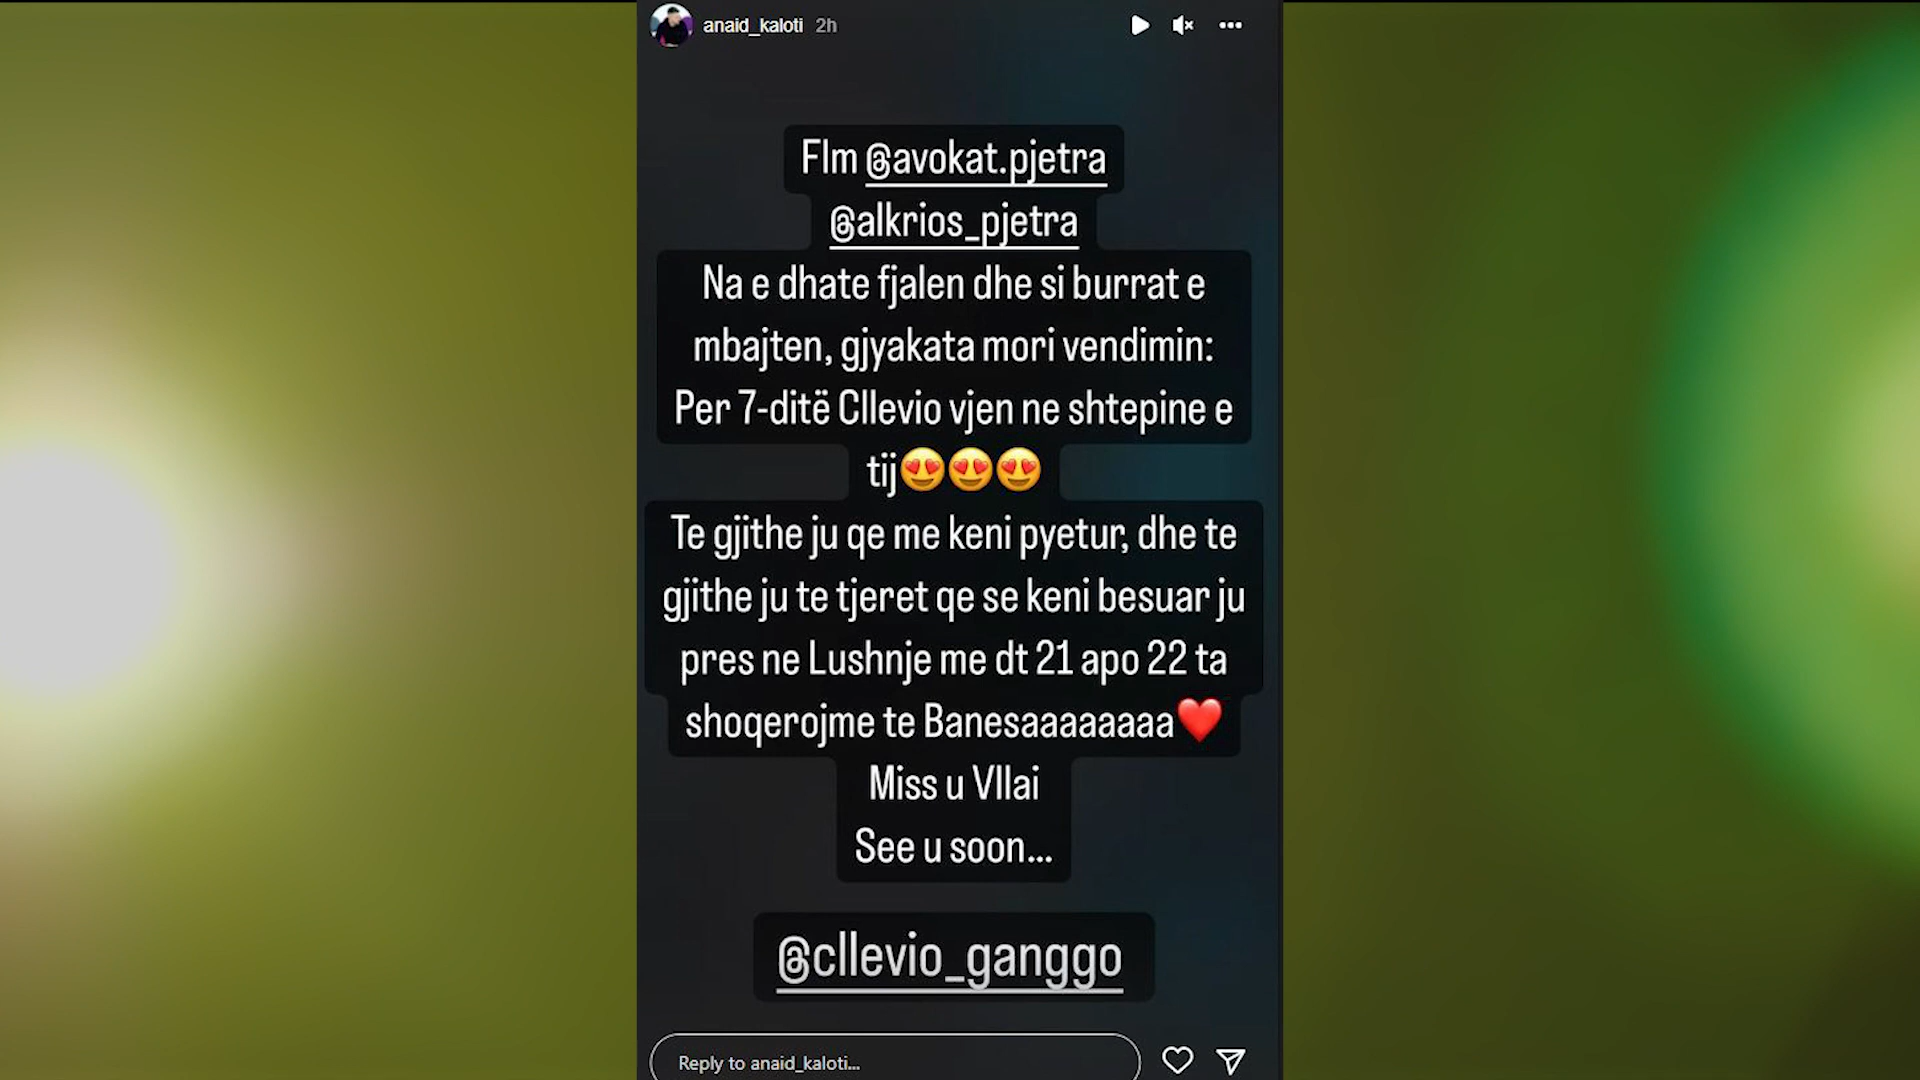 anaid_kaloti 2h
Flm @avokat.pjetra
@alkrios_pjetra
Na e dhate fjalen dhe si burrat e
mbajten, gjyakata mori vendimin:
Per 7-ditë Cllevio vjen ne shtepine e
tij😍😍😍
Te gjithe ju qe me keni pyetur, dhe te
gjithe ju te tjeret qe se keni besuar ju
pres ne Lushnje me dt 21 apo 22 ta
shoqerojme te Banesaaaaaaaa❤️
Miss u Vllai
See u soon...
@cllevio_ganggo
Reply to anaid_kaloti...